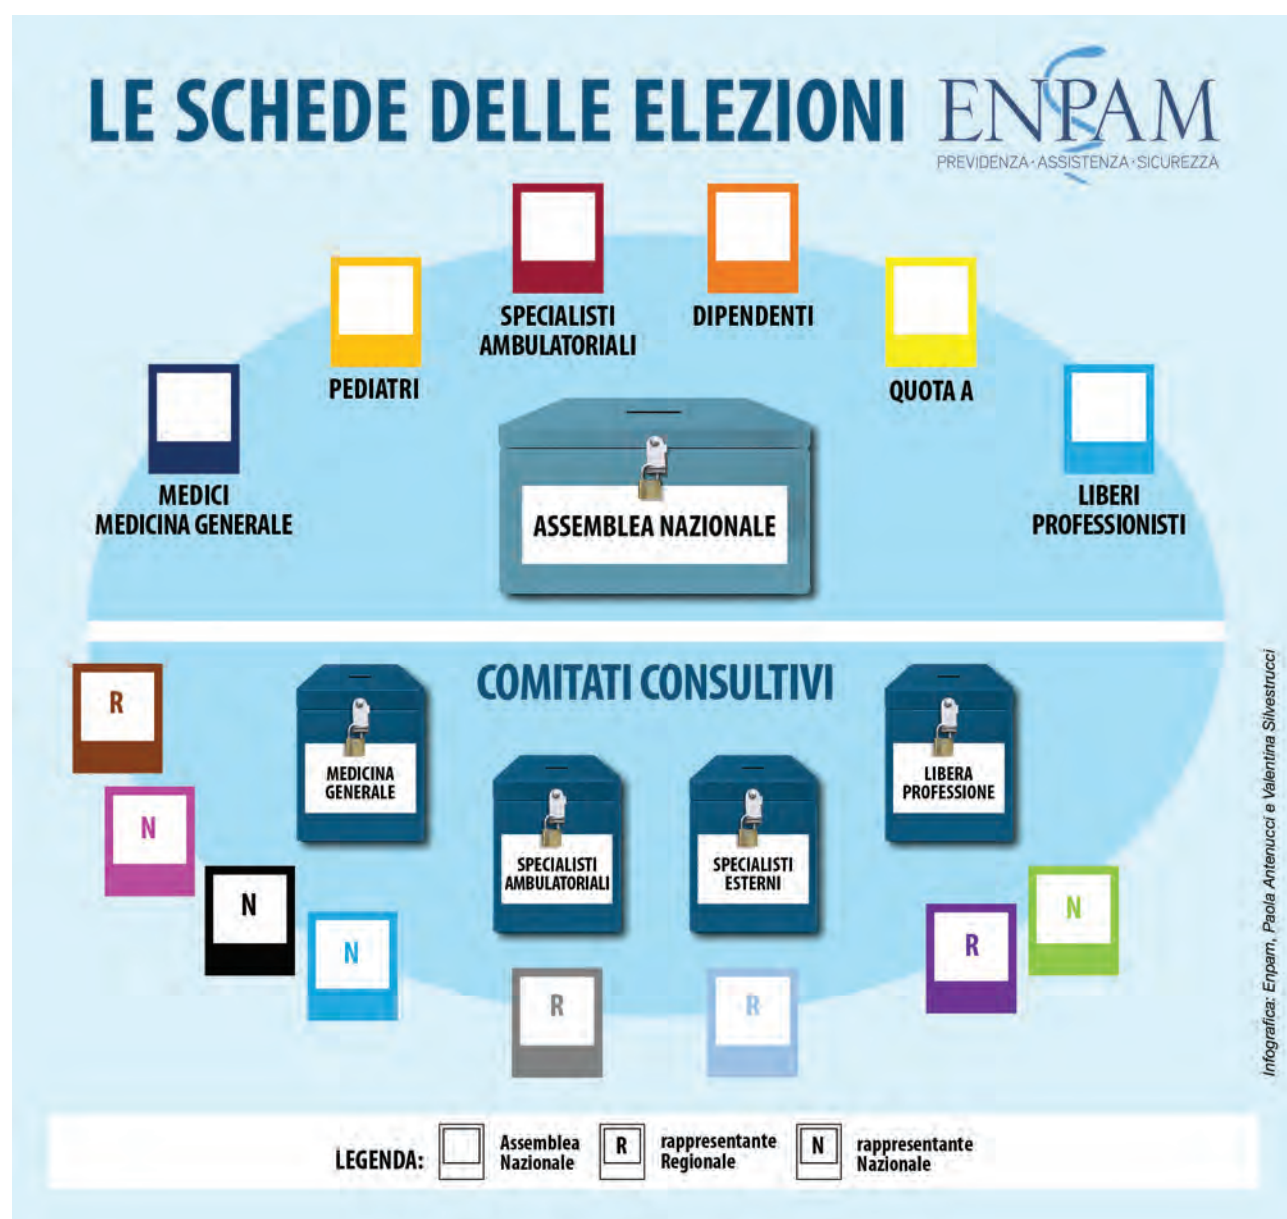 LE SCHEDE DELLE ELEZIONI
ENPAM
PREVIDENZA·ASSISTENZA·SICUREZZA
SPECIALISTI
AMBULATORIALI
DIPENDENTI
PEDIATRI
QUOTA A
MEDICI
MEDICINA GENERALE
LIBERI
PROFESSIONISTI
ASSEMBLEA NAZIONALE
COMITATI CONSULTIVI
R
N
N
N
MEDICINA
GENERALE
SPECIALISTI
AMBULATORIALI
SPECIALISTI
ESTERNI
LIBERA
PROFESSIONE
R
R
R
N
LEGENDA:
Assemblea
Nazionale
R
rappresentante
Regionale
N
rappresentante
Nazionale
Infografica: Enpam, Paola Antenucci e Valentina Silvestrucci